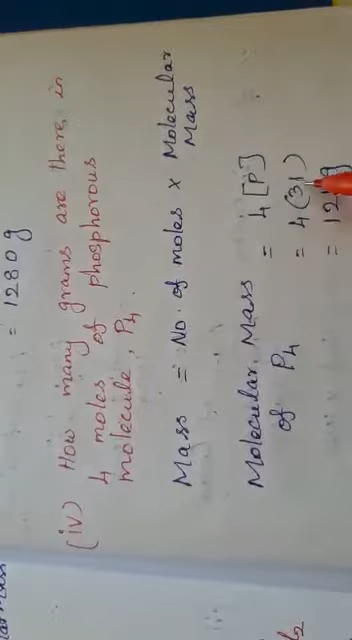 = 1280g
(iv) How many grams are there, in
4 moles of phosphorous
molecule, P4.
Mass = No. of moles x Molecular
Mass
Molecular Mass = 4 [P]
of P4 = 4(31)
= 12